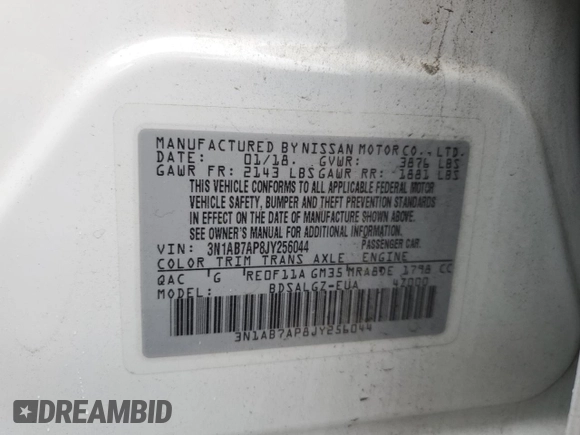 MANUFACTURED BY NISSAN MOTOR CO., LTD.
DATE: 01/18. GVWR: 3876 LBS
GAWR FR: 2143 LBS GAWR RR: 1881 LBS
THIS VEHICLE CONFORMS TO ALL APPLICABLE FEDERAL MOTOR
VEHICLE SAFETY, BUMPER AND THEFT PREVENTION STANDARDS
IN EFFECT ON THE DATE OF MANUFACTURE SHOWN ABOVE.
SEE OWNER'S MANUAL FOR ADDITIONAL INFORMATION.
VIN: 3N1AB7AP8JY256044 PASSENGER CAR.
COLOR TRIM TRANS AXLE ENGINE
QAC G RE0F11A GM35 MRA8DE 1798 CC
MODEL: BDSALGZ-EUA 47000
3N1AB7AP8JY256044
DREAMBID